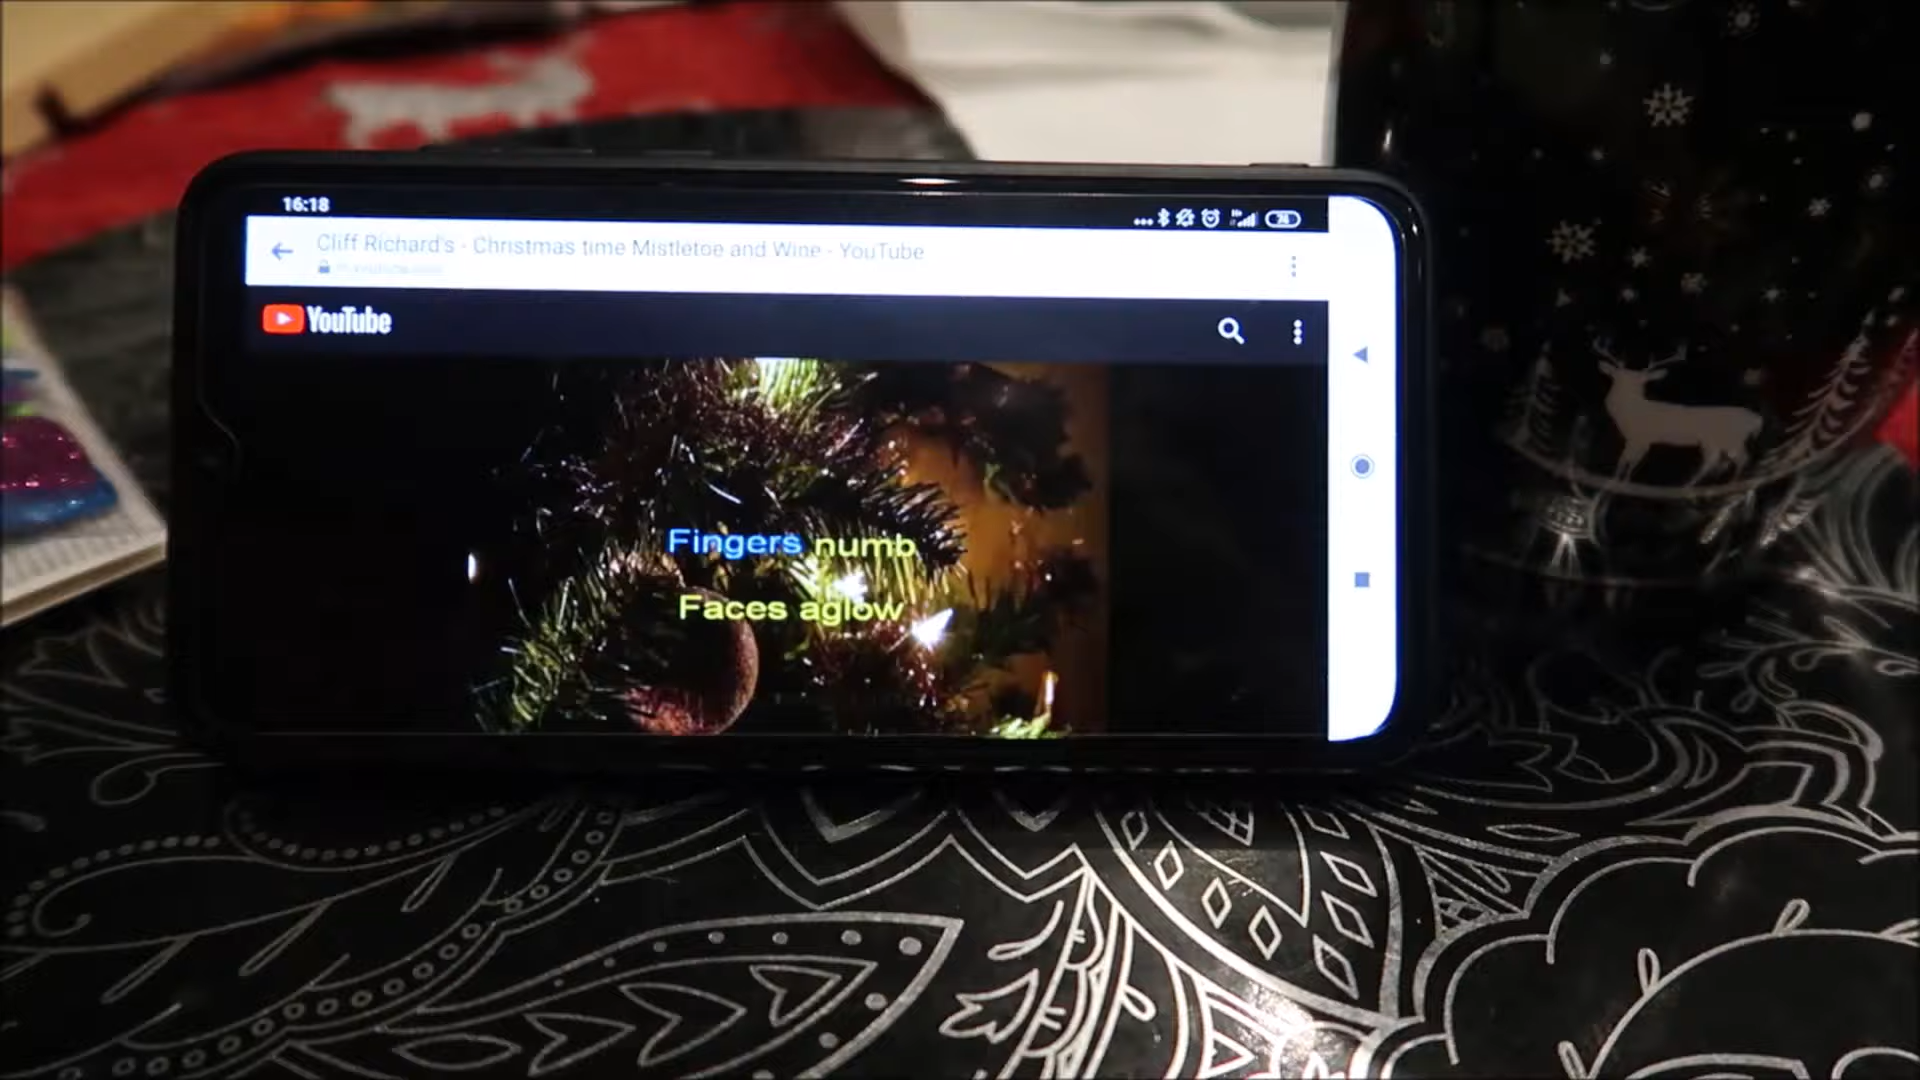 16:18
Cliff Richard's - Christmas time Mistletoe and Wine - YouTube
YouTube
Fingers numb
Faces aglow